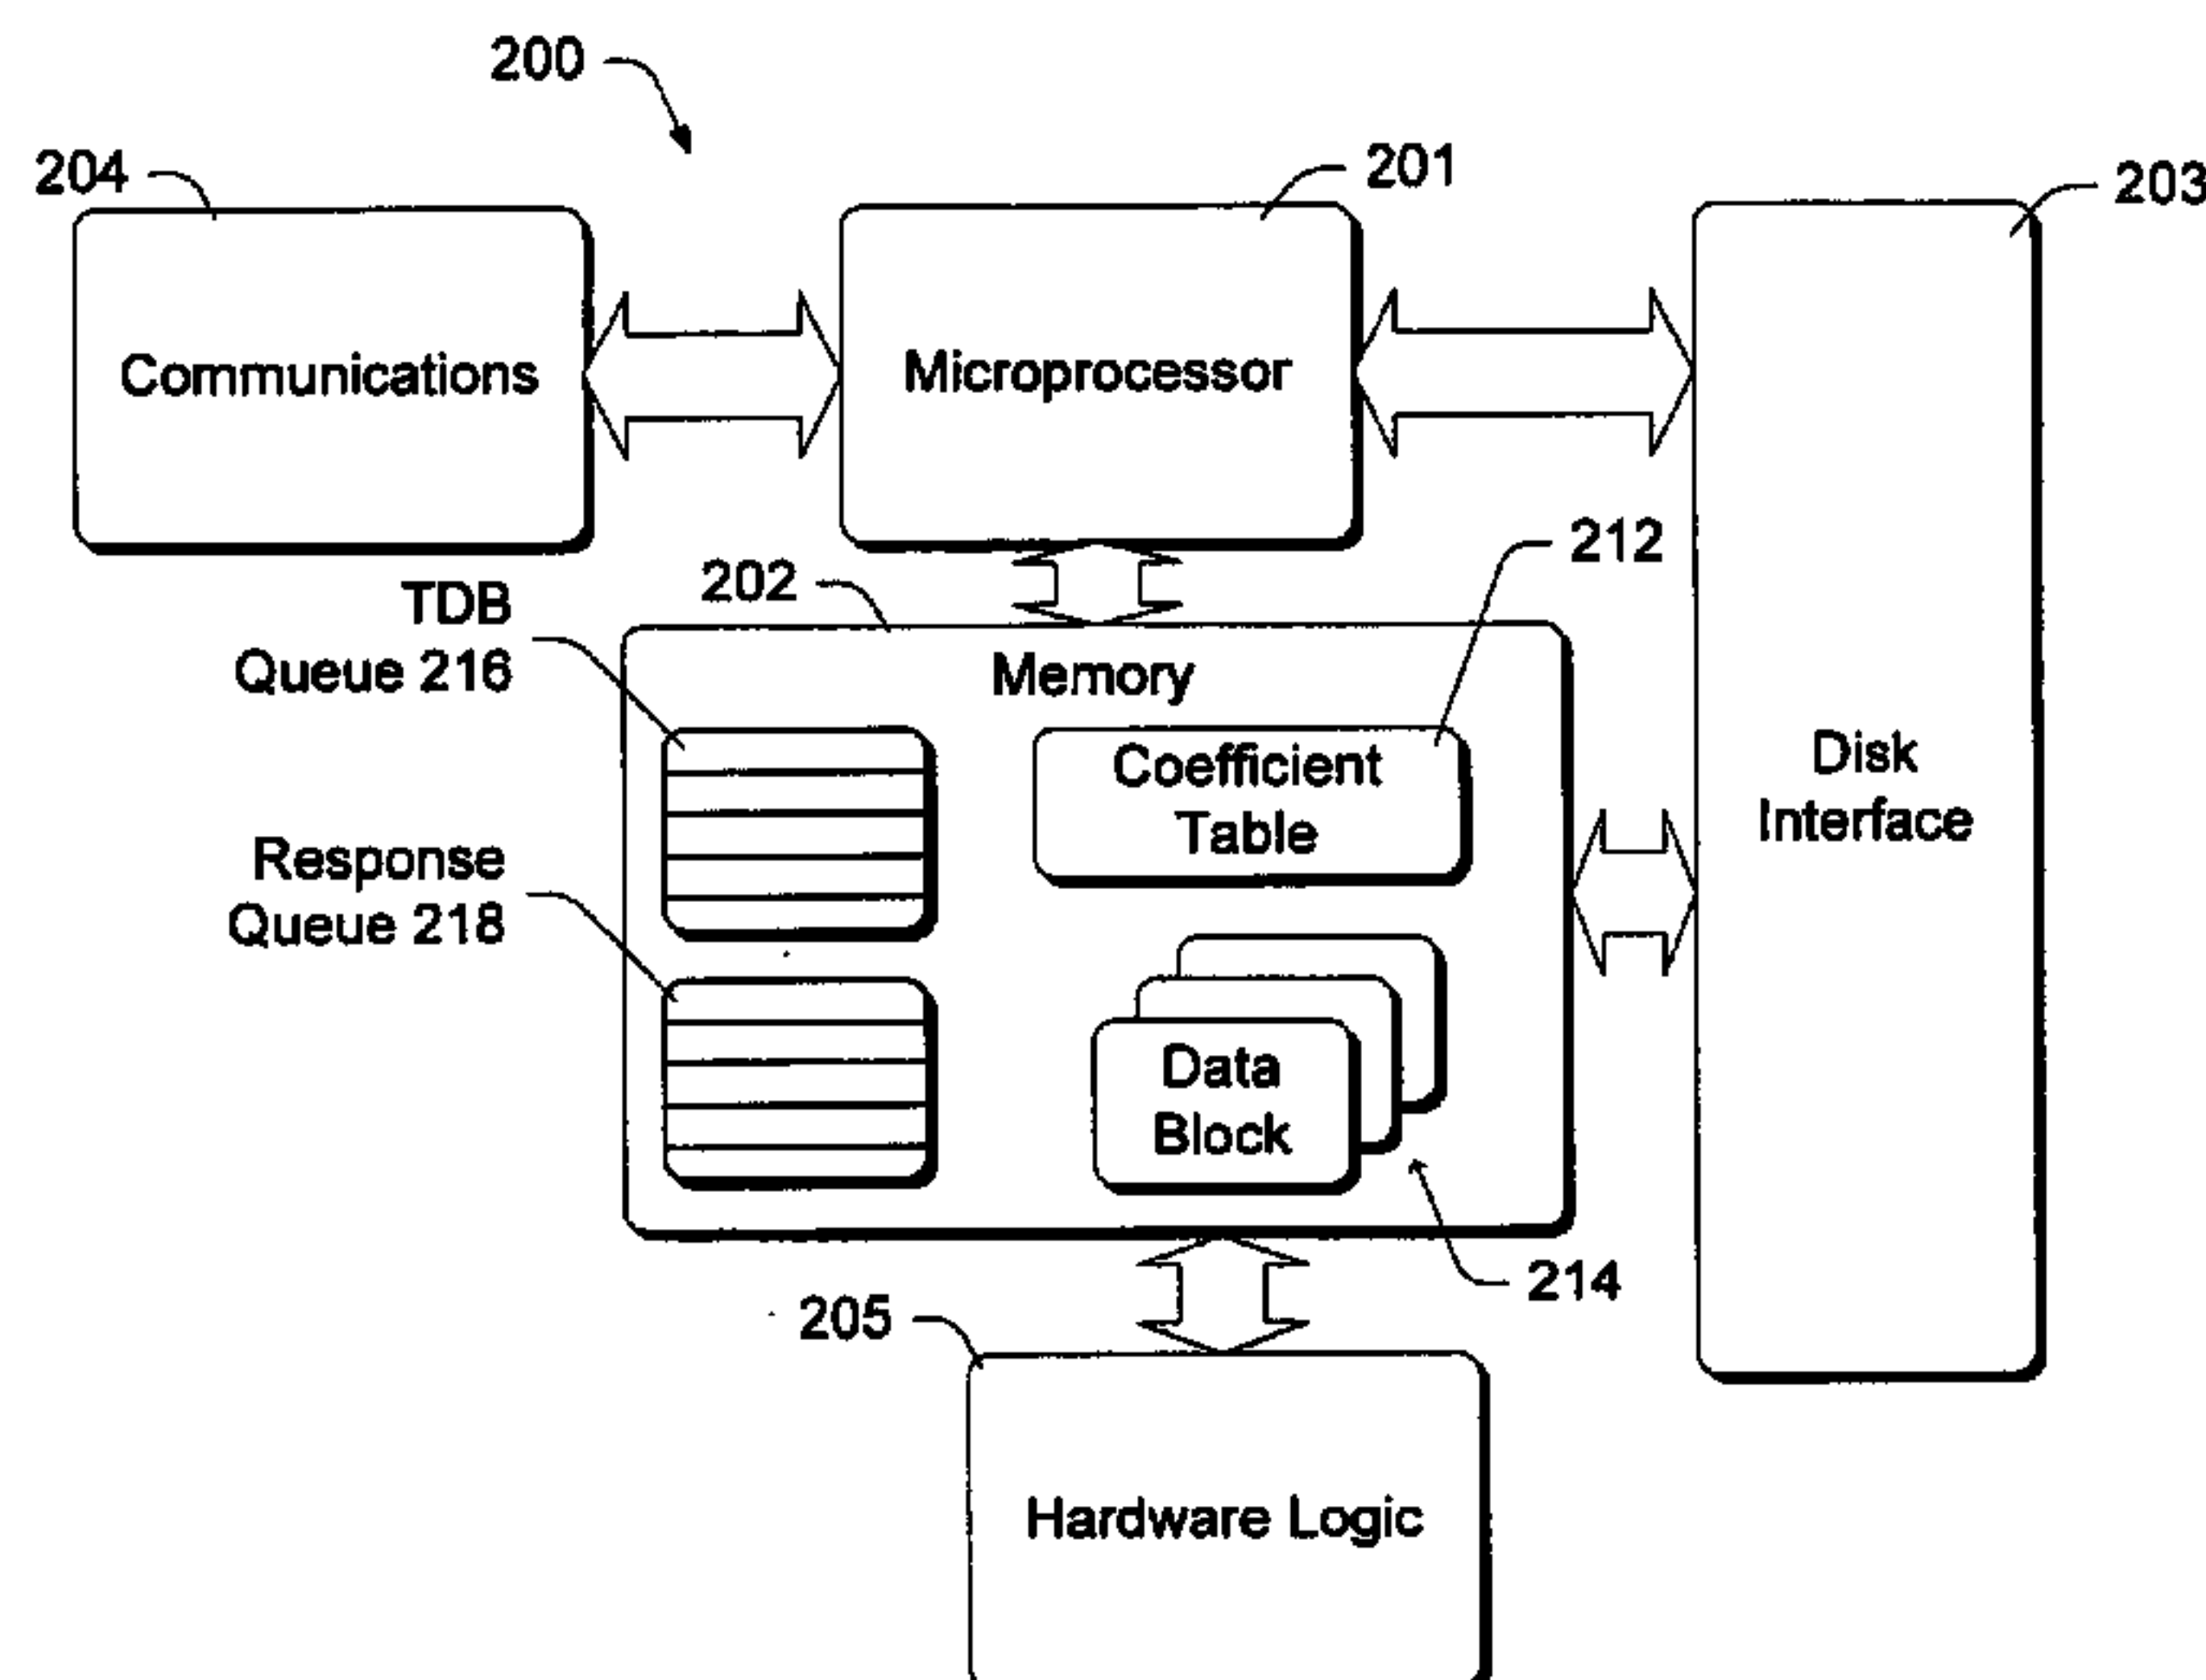 200
204
201
203
Communications
Microprocessor
212
202
TDB
Queue 216
Memory
Coefficient
Table
Disk
Interface
Response
Queue 218
Data
Block
214
205
Hardware Logic